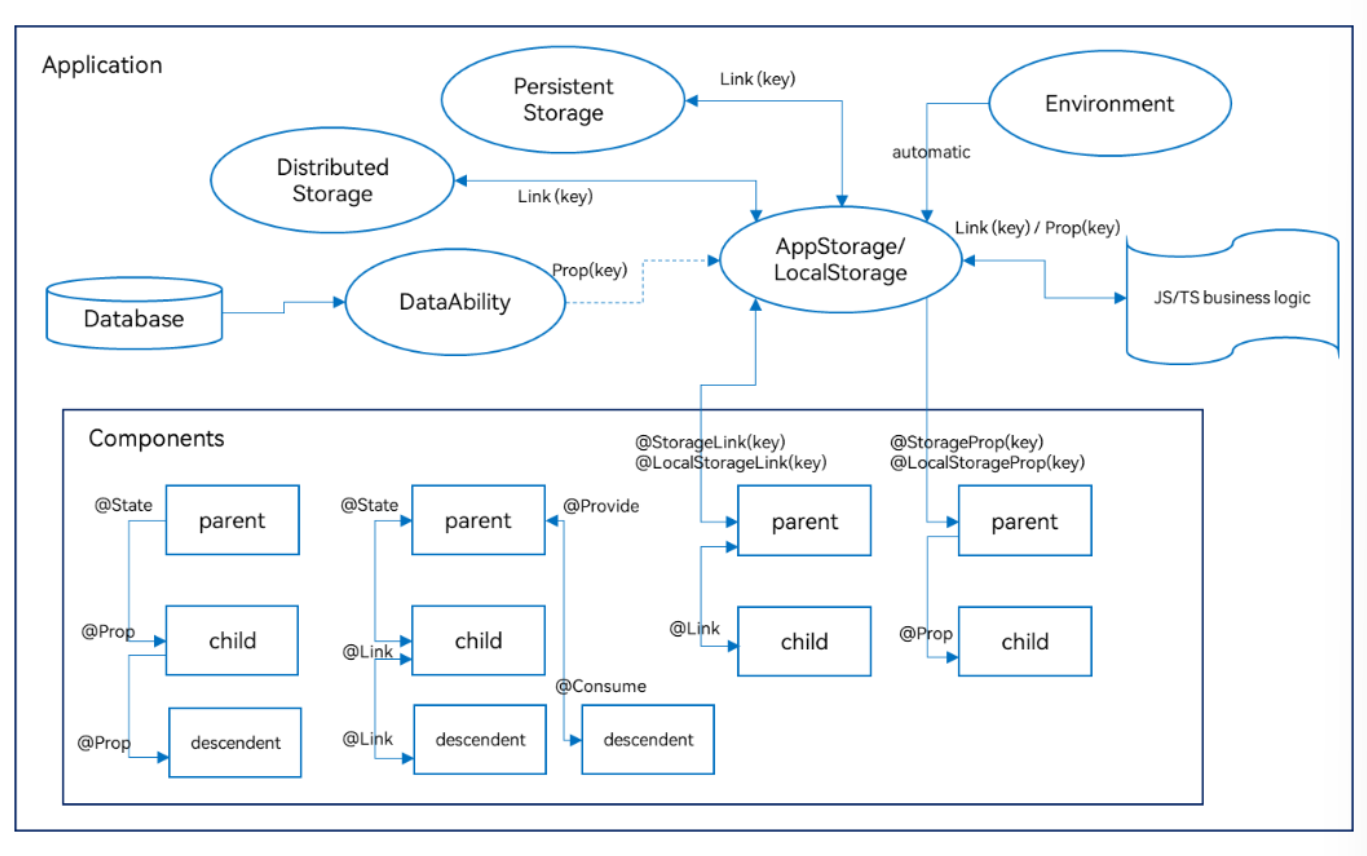 Application
Persistent
Storage
Link (key)
Environment
automatic
Distributed
Storage
Link (key)
Link (key) / Prop(key)
AppStorage/
LocalStorage
Prop(key)
DataAbility
Database
JS/TS business logic
Components
@StorageLink(key)
@LocalStorageLink(key)
@StorageProp(key)
@LocalStorageProp(key)
@State
parent
@State
parent
@Provide
parent
parent
@Prop
child
@Link
child
@Link
child
@Prop
child
@Consume
@Prop
descendent
@Link
descendent
descendent